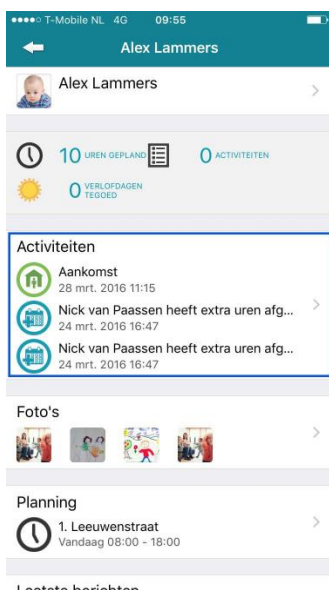 T-Mobile NL 4G 09:55
Alex Lammers
Alex Lammers
10 UREN GEPLAND 0 ACTIVITEITEN
0 VERLOFDAGEN TEGOED
Activiteiten
Aankomst
28 mrt. 2016 11:15
Nick van Paassen heeft extra uren afg...
24 mrt. 2016 16:47
Nick van Paassen heeft extra uren afg...
24 mrt. 2016 16:47
Foto's
Planning
1. Leeuwenstraat
Vandaag 08:00 - 18:00
Laatste berichten